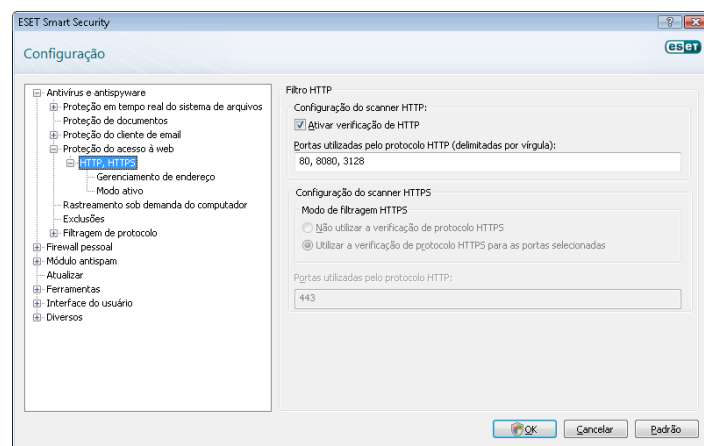 ESET Smart Security
Configuração
eset
Antivírus e antispyware
Proteção em tempo real do sistema de arquivos
Proteção de documentos
Proteção do cliente de email
Proteção do acesso à web
HTTP, HTTPS
Gerenciamento de endereço
Modo ativo
Rastreamento sob demanda do computador
Exclusões
Filtragem de protocolo
Firewall pessoal
Módulo antispam
Atualizar
Ferramentas
Interface do usuário
Diversos
Filtro HTTP
Configuração do scanner HTTP:
Ativar verificação de HTTP
Portas utilizadas pelo protocolo HTTP (delimitadas por vírgula):
80, 8080, 3128
Configuração do scanner HTTPS
Modo de filtragem HTTPS
Não utilizar a verificação de protocolo HTTPS
Utilizar a verificação de protocolo HTTPS para as portas selecionadas
Portas utilizadas pelo protocolo HTTP:
443
OK
Cancelar
Padrão